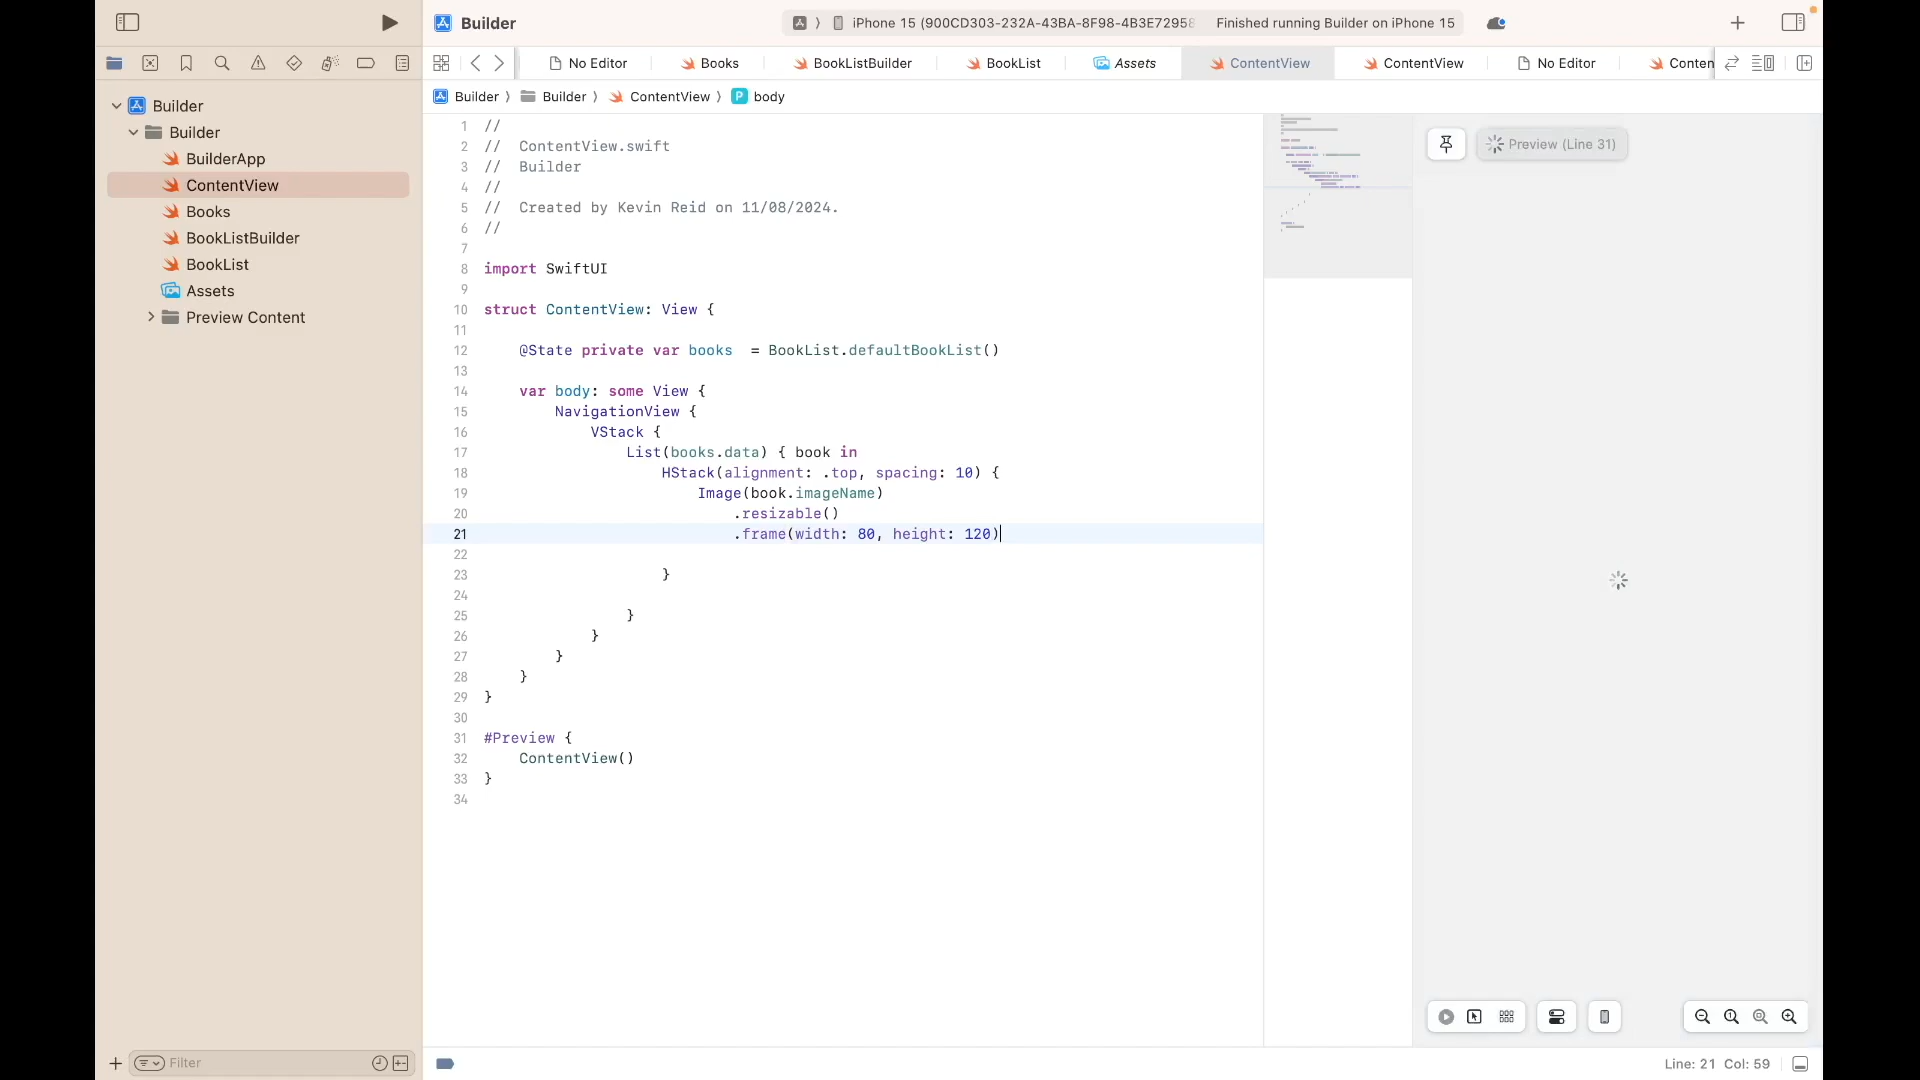 Builder
iPhone 15 (900CD303-232A-43BA-8F98-4B3E7295
Finished running Builder on iPhone 15
No Editor
Books
BookListBuilder
BookList
Assets
ContentView
ContentView
No Editor
Conten
Builder
Builder
ContentView
body
Builder
Builder
BuilderApp
ContentView
Books
BookListBuilder
BookList
Assets
Preview Content
1 //
2 // ContentView.swift
3 // Builder
4 //
5 // Created by Kevin Reid on 11/08/2024.
6 //
7
8 import SwiftUI
9
10 struct ContentView: View {
11
12 @State private var books  = BookList.defaultBookList()
13
14 var body: some View {
15 NavigationView {
16 VStack {
17 List(books.data) { book in
18 HStack(alignment: .top, spacing: 10) {
19 Image(book.imageName)
20 .resizable()
21 .frame(width: 80, height: 120)
22
23 }
24
25 }
26 }
27 }
28 }
29 }
30
31 #Preview {
32 ContentView()
33 }
34
Preview (Line 31)
Filter
Line: 21 Col: 59